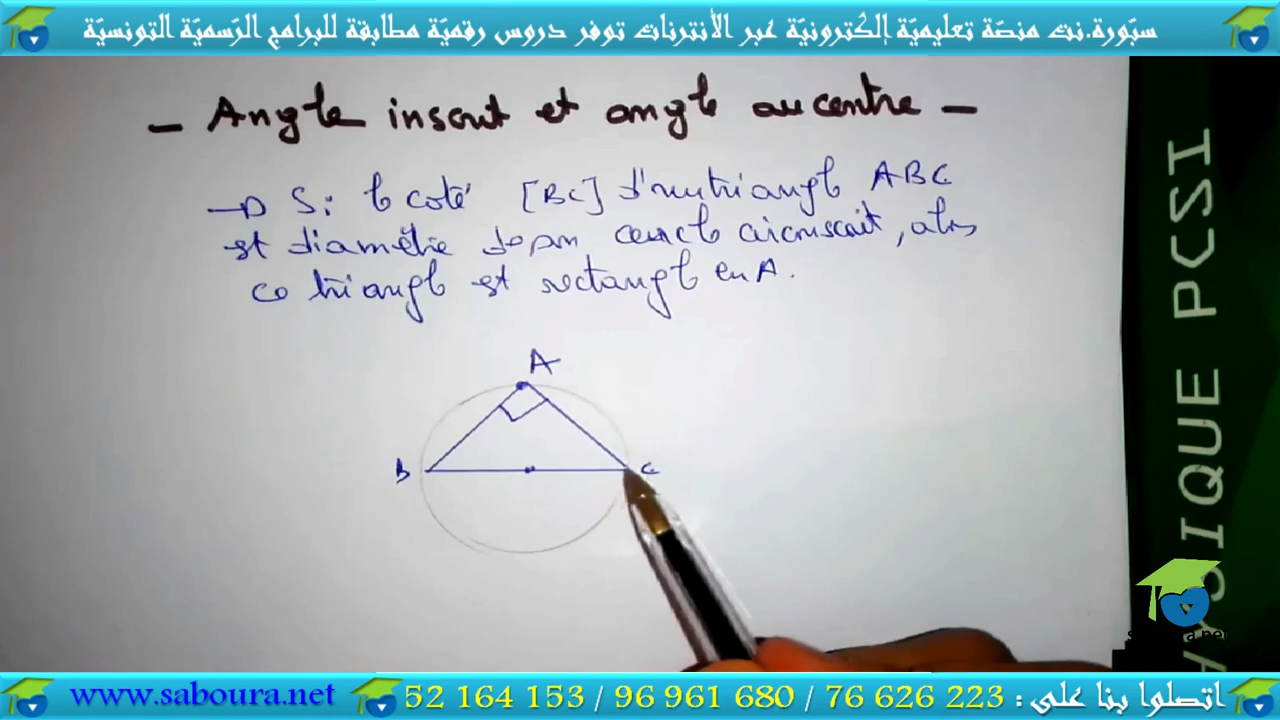 سبّورة.نت منصّة تعليميّة إلكترونيّة عبر الأنترنات توفر دروس رقميّة مطابقة للبرامج الرّسميّة التونسيّة
- Angle inscrit et angle au centre -
→ Si le coté [BC] d'un triangle ABC
est diamètre de son cercle circonscrit, alors
ce triangle est rectangle en A.
A
B
C
YSIQUE PCSI
www.saboura.net
52 164 153 / 96 961 680 / 76 626 223 اتصلوا بنا على :